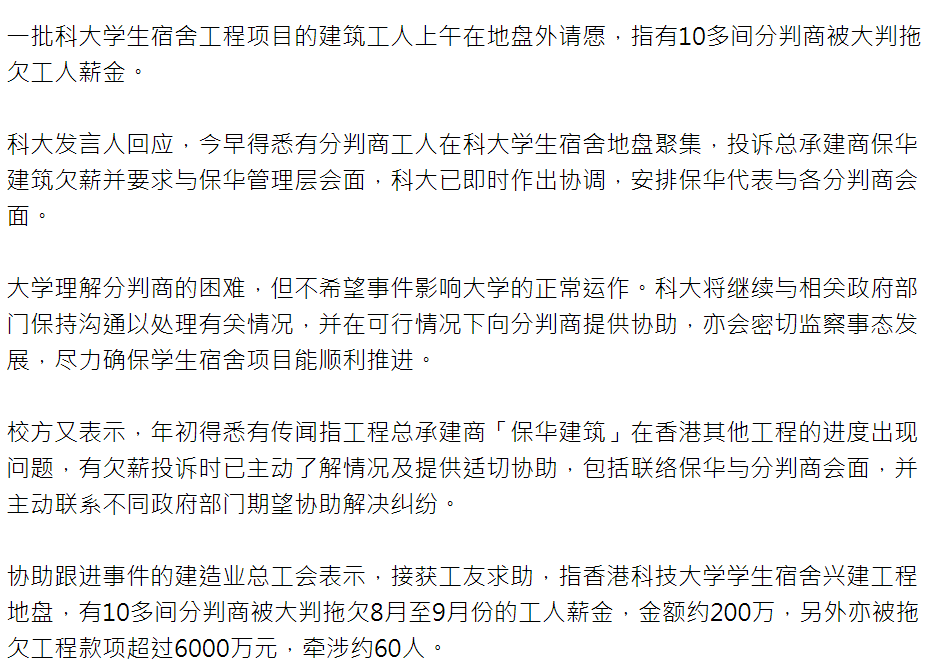 一批科大学生宿舍工程项目的建筑工人上午在地盘外请愿，指有10多间分判商被大判拖
欠工人薪金。
科大发言人回应，今早得悉有分判商工人在科大学生宿舍地盘聚集，投诉总承建商保华
建筑欠薪并要求与保华管理层会面，科大已即时作出协调，安排保华代表与各分判商会
面。
大学理解分判商的困难，但不希望事件影响大学的正常运作。科大将继续与相关政府部
门保持沟通以处理有关情况，并在可行情况下向分判商提供协助，亦会密切监察事态发
展，尽力确保学生宿舍项目能顺利推进。
校方又表示，年初得悉有传闻指工程总承建商「保华建筑」在香港其他工程的进度出现
问题，有欠薪投诉时已主动了解情况及提供适切协助，包括联络保华与分判商会面，并
主动联系不同政府部门期望协助解决纠纷。
协助跟进事件的建造业总工会表示，接获工友求助，指香港科技大学学生宿舍兴建工程
地盘，有10多间分判商被大判拖欠8月至9月份的工人薪金，金额约200万，另外亦被拖
欠工程款项超过6000万元，牵涉约60人。